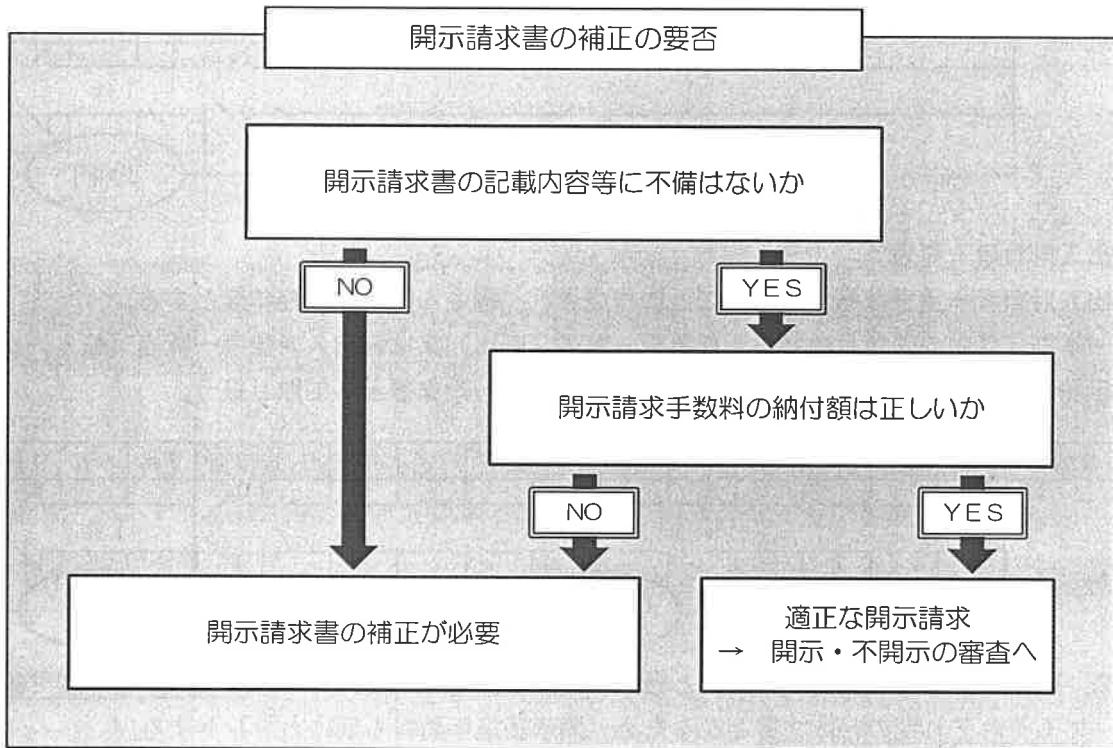 開示請求書の補正の要否
開示請求書の記載内容等に不備はないか
NO
YES
開示請求手数料の納付額は正しいか
NO
YES
開示請求書の補正が必要
適正な開示請求
→ 開示・不開示の審査へ